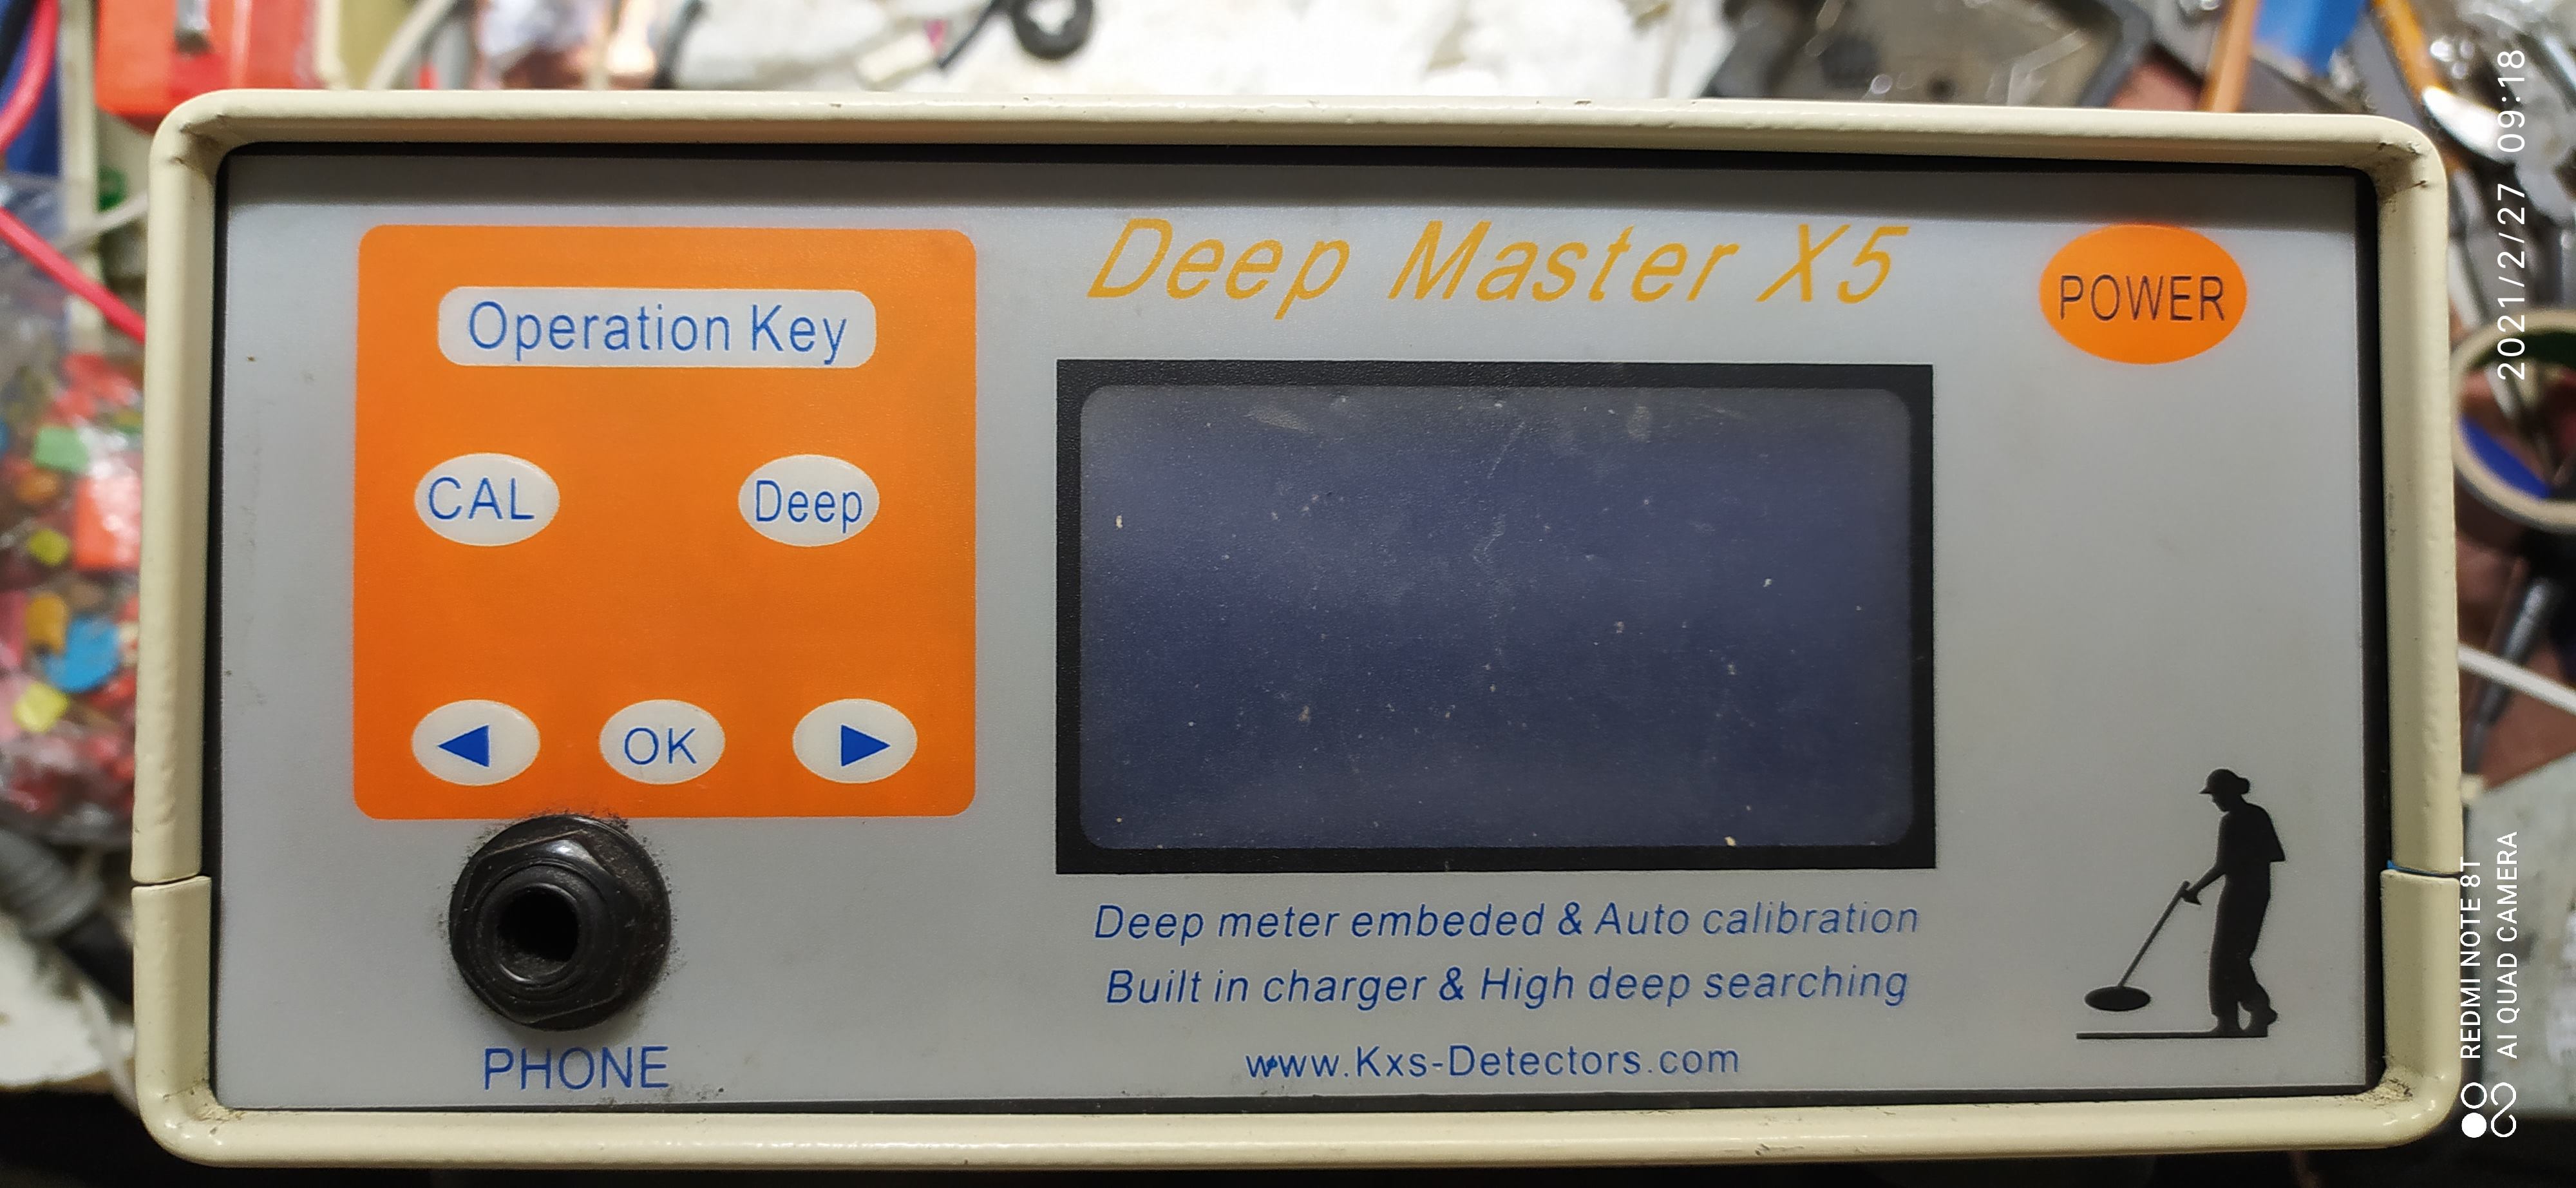 Deep Master X5
POWER
Operation Key
CAL
Deep
OK
PHONE
Deep meter embeded & Auto calibration
Built in charger & High deep searching
www.Kxs-Detectors.com
2021/2/27 09:18
REDMI NOTE 8T
AI QUAD CAMERA